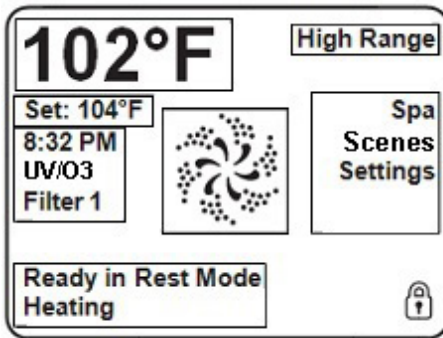 102°F
High Range
Set: 104°F
8:32 PM
UV/O3
Filter 1
Spa
Scenes
Settings
Ready in Rest Mode
Heating